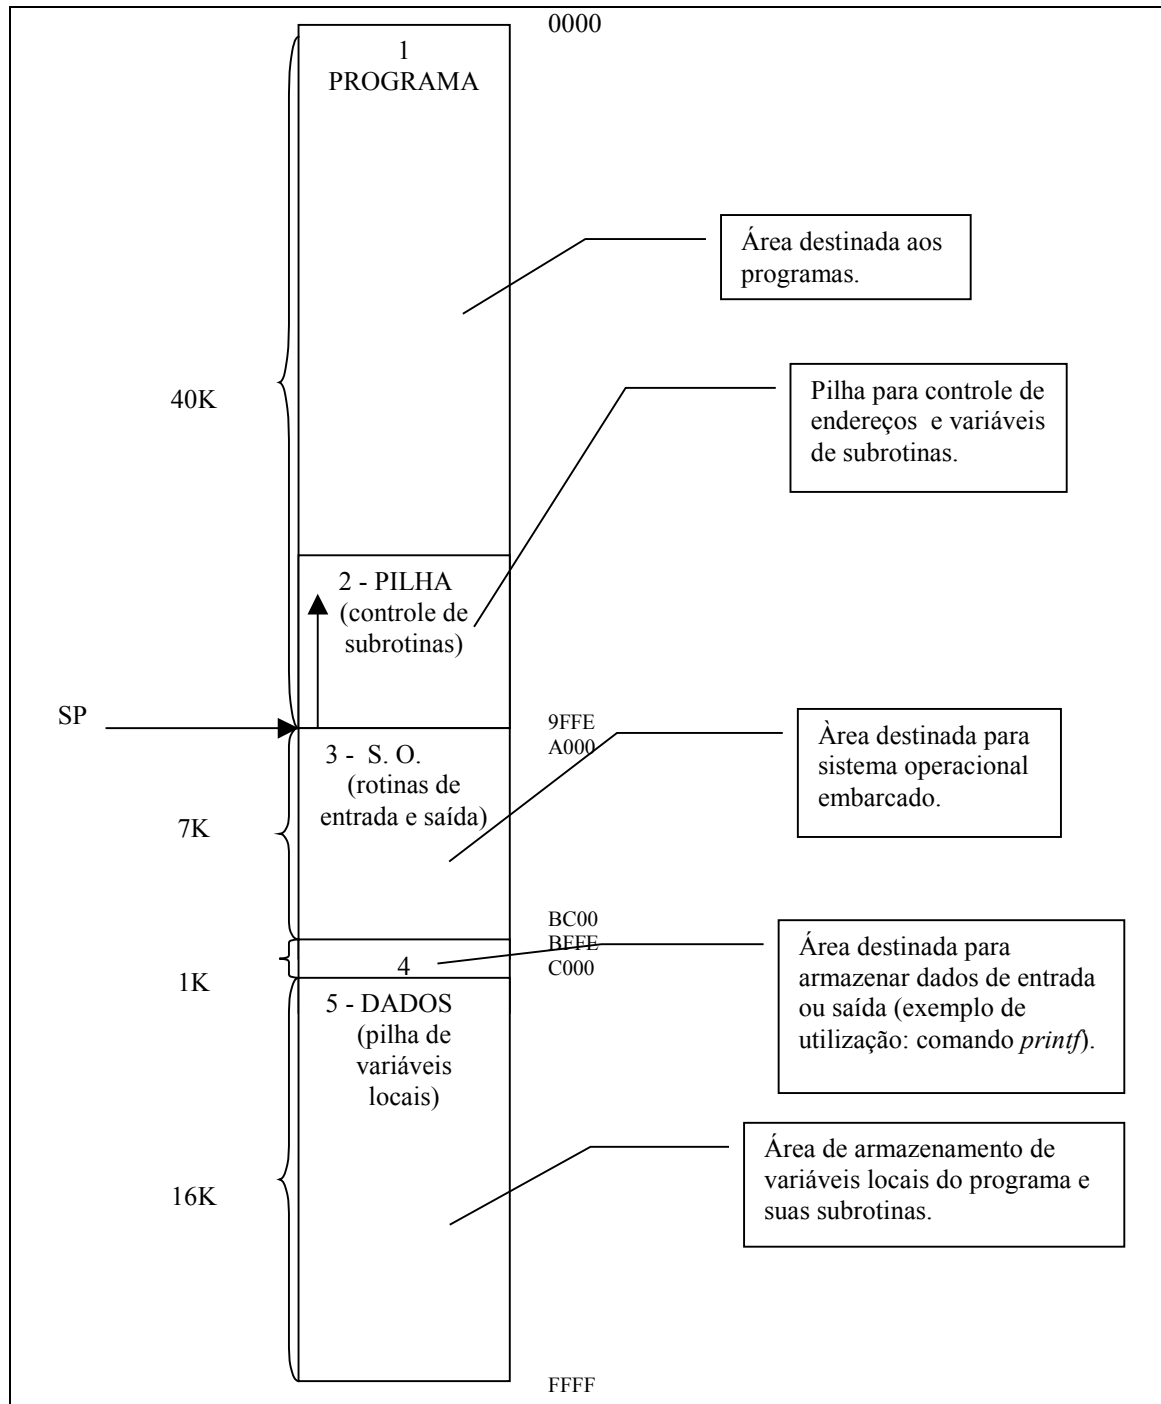 0000
1
PROGRAMA
Área destinada aos
programas.
40K
Pilha para controle de
endereços e variáveis
de subrotinas.
2 - PILHA
(controle de
subrotinas)
SP
9FFE
A000
3 - S. O.
(rotinas de
entrada e saída)
7K
Àrea destinada para
sistema operacional
embarcado.
BC00
BFFE
C000
4
1K
Área destinada para
armazenar dados de entrada
ou saída (exemplo de
utilização: comando printf).
5 - DADOS
(pilha de
variáveis
locais)
16K
Área de armazenamento de
variáveis locais do programa e
suas subrotinas.
FFFF